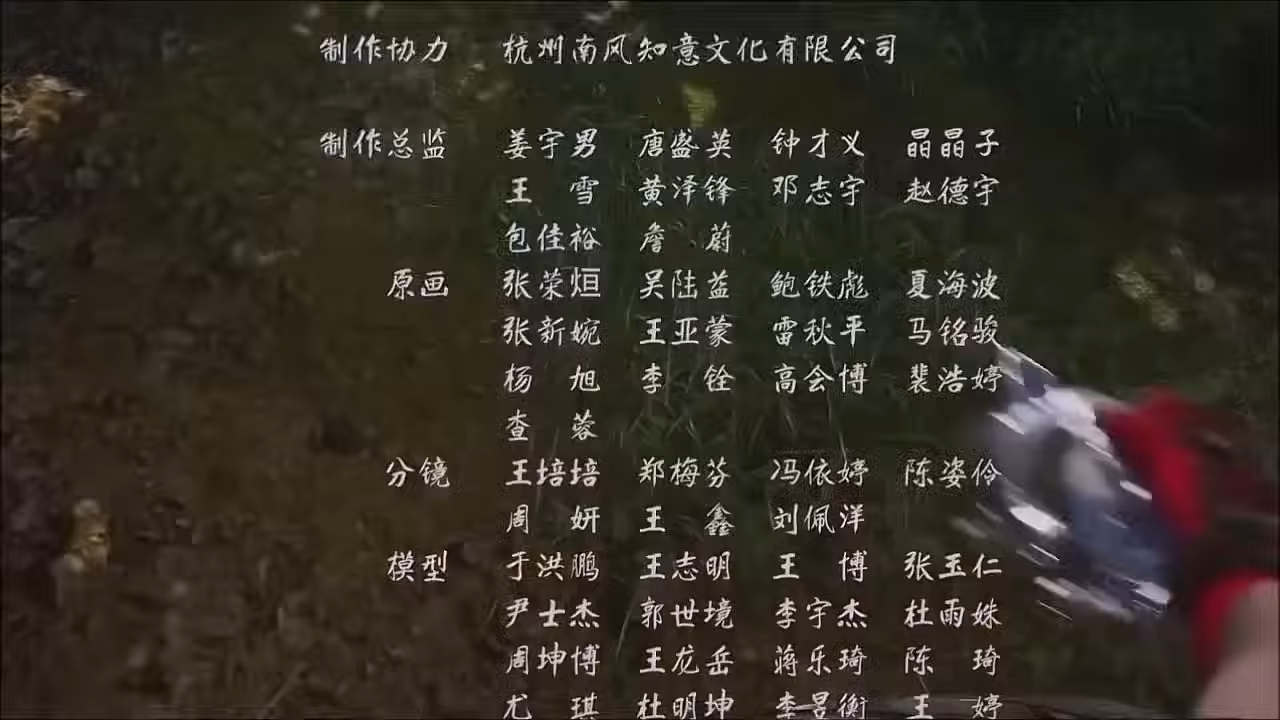 制作协力 杭州南风知意文化有限公司
制作总监 姜宇男 唐盛英 钟才义 晶晶子
王雪 黄泽锋 邓志宇 赵德宇
包佳裕 詹蔚
原画 张荣烜 吴陆益 鲍铁彪 夏海波
张新婉 王亚蒙 雷秋平 马铭骏
杨旭 李铨 高会博 裴浩婷
查蓉
分镜 王培培 郑梅芬 冯依婷 陈姿伶
周妍 王鑫 刘佩洋
模型 于洪鹏 王志明 王博 张玉仁
尹士杰 郭世境 李宇杰 杜雨姝
周坤博 王龙岳 蒋乐琦 陈琦
尤琪 杜明坤 李昱衡 王婷